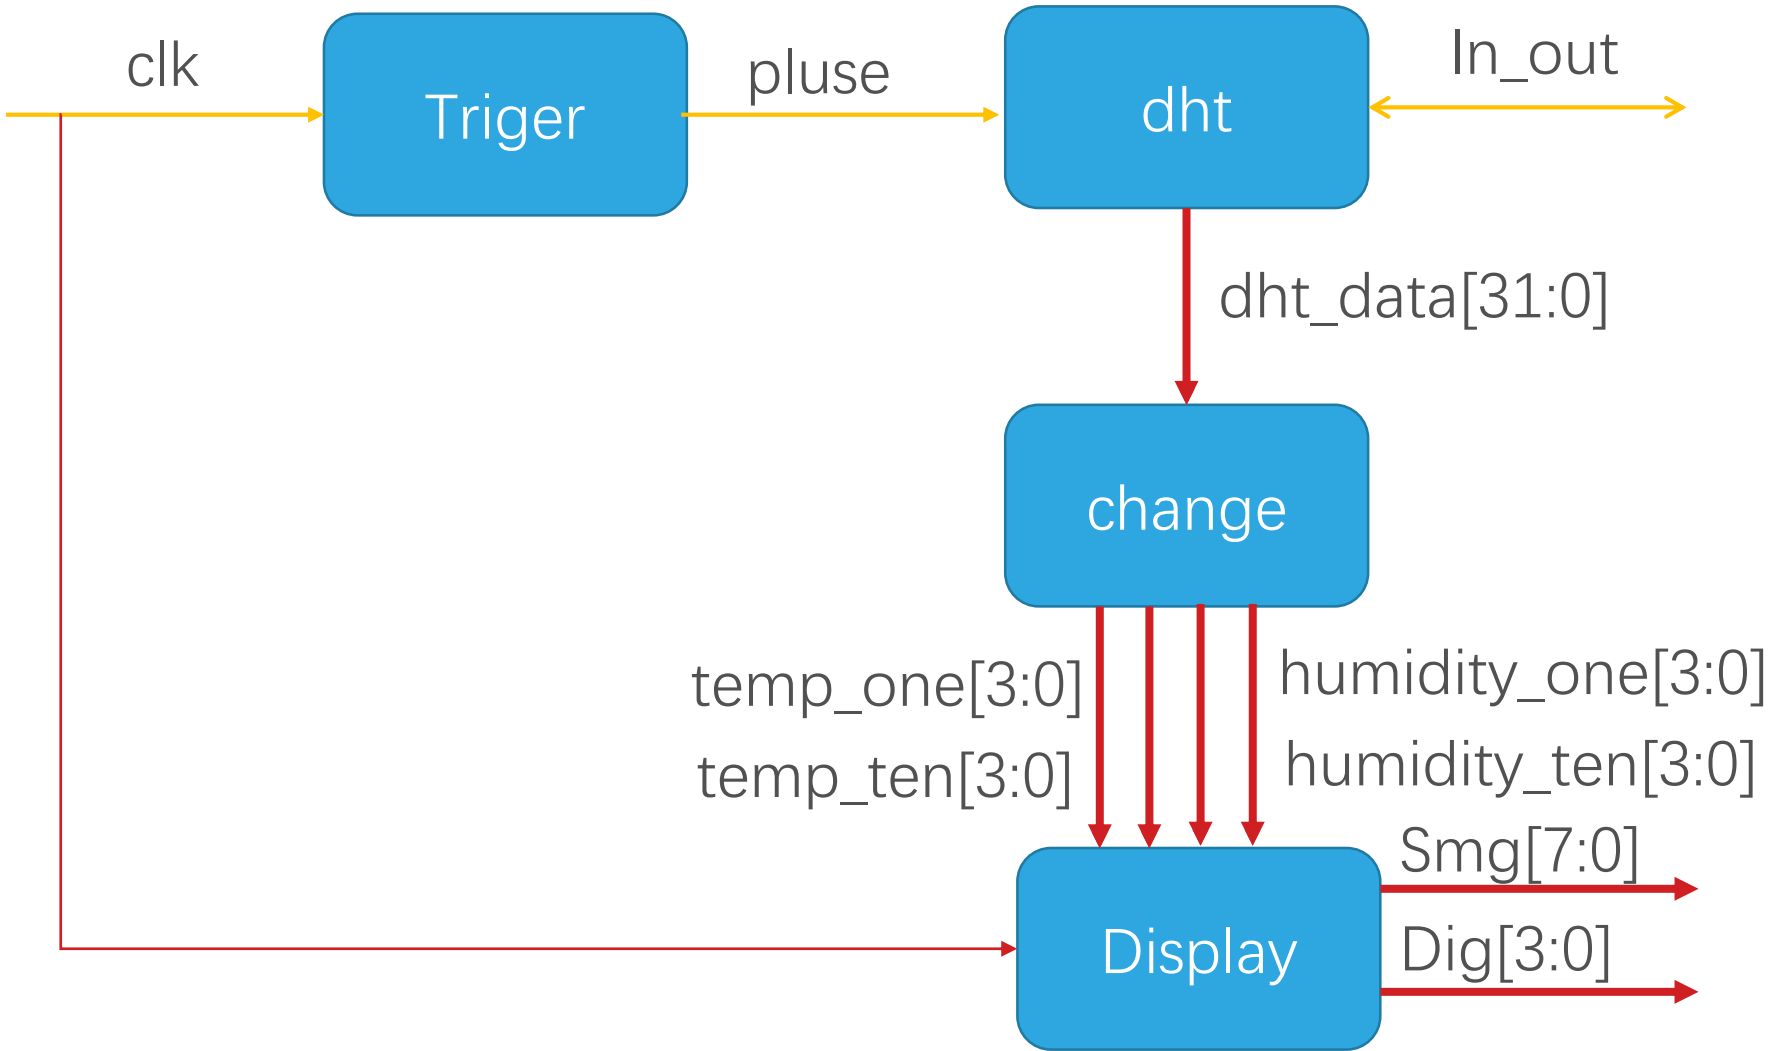 clk
Triger
pluse
dht
In_out
dht_data[31:0]
change
temp_one[3:0]
humidity_one[3:0]
temp_ten[3:0]
humidity_ten[3:0]
Smg[7:0]
Display
Dig[3:0]